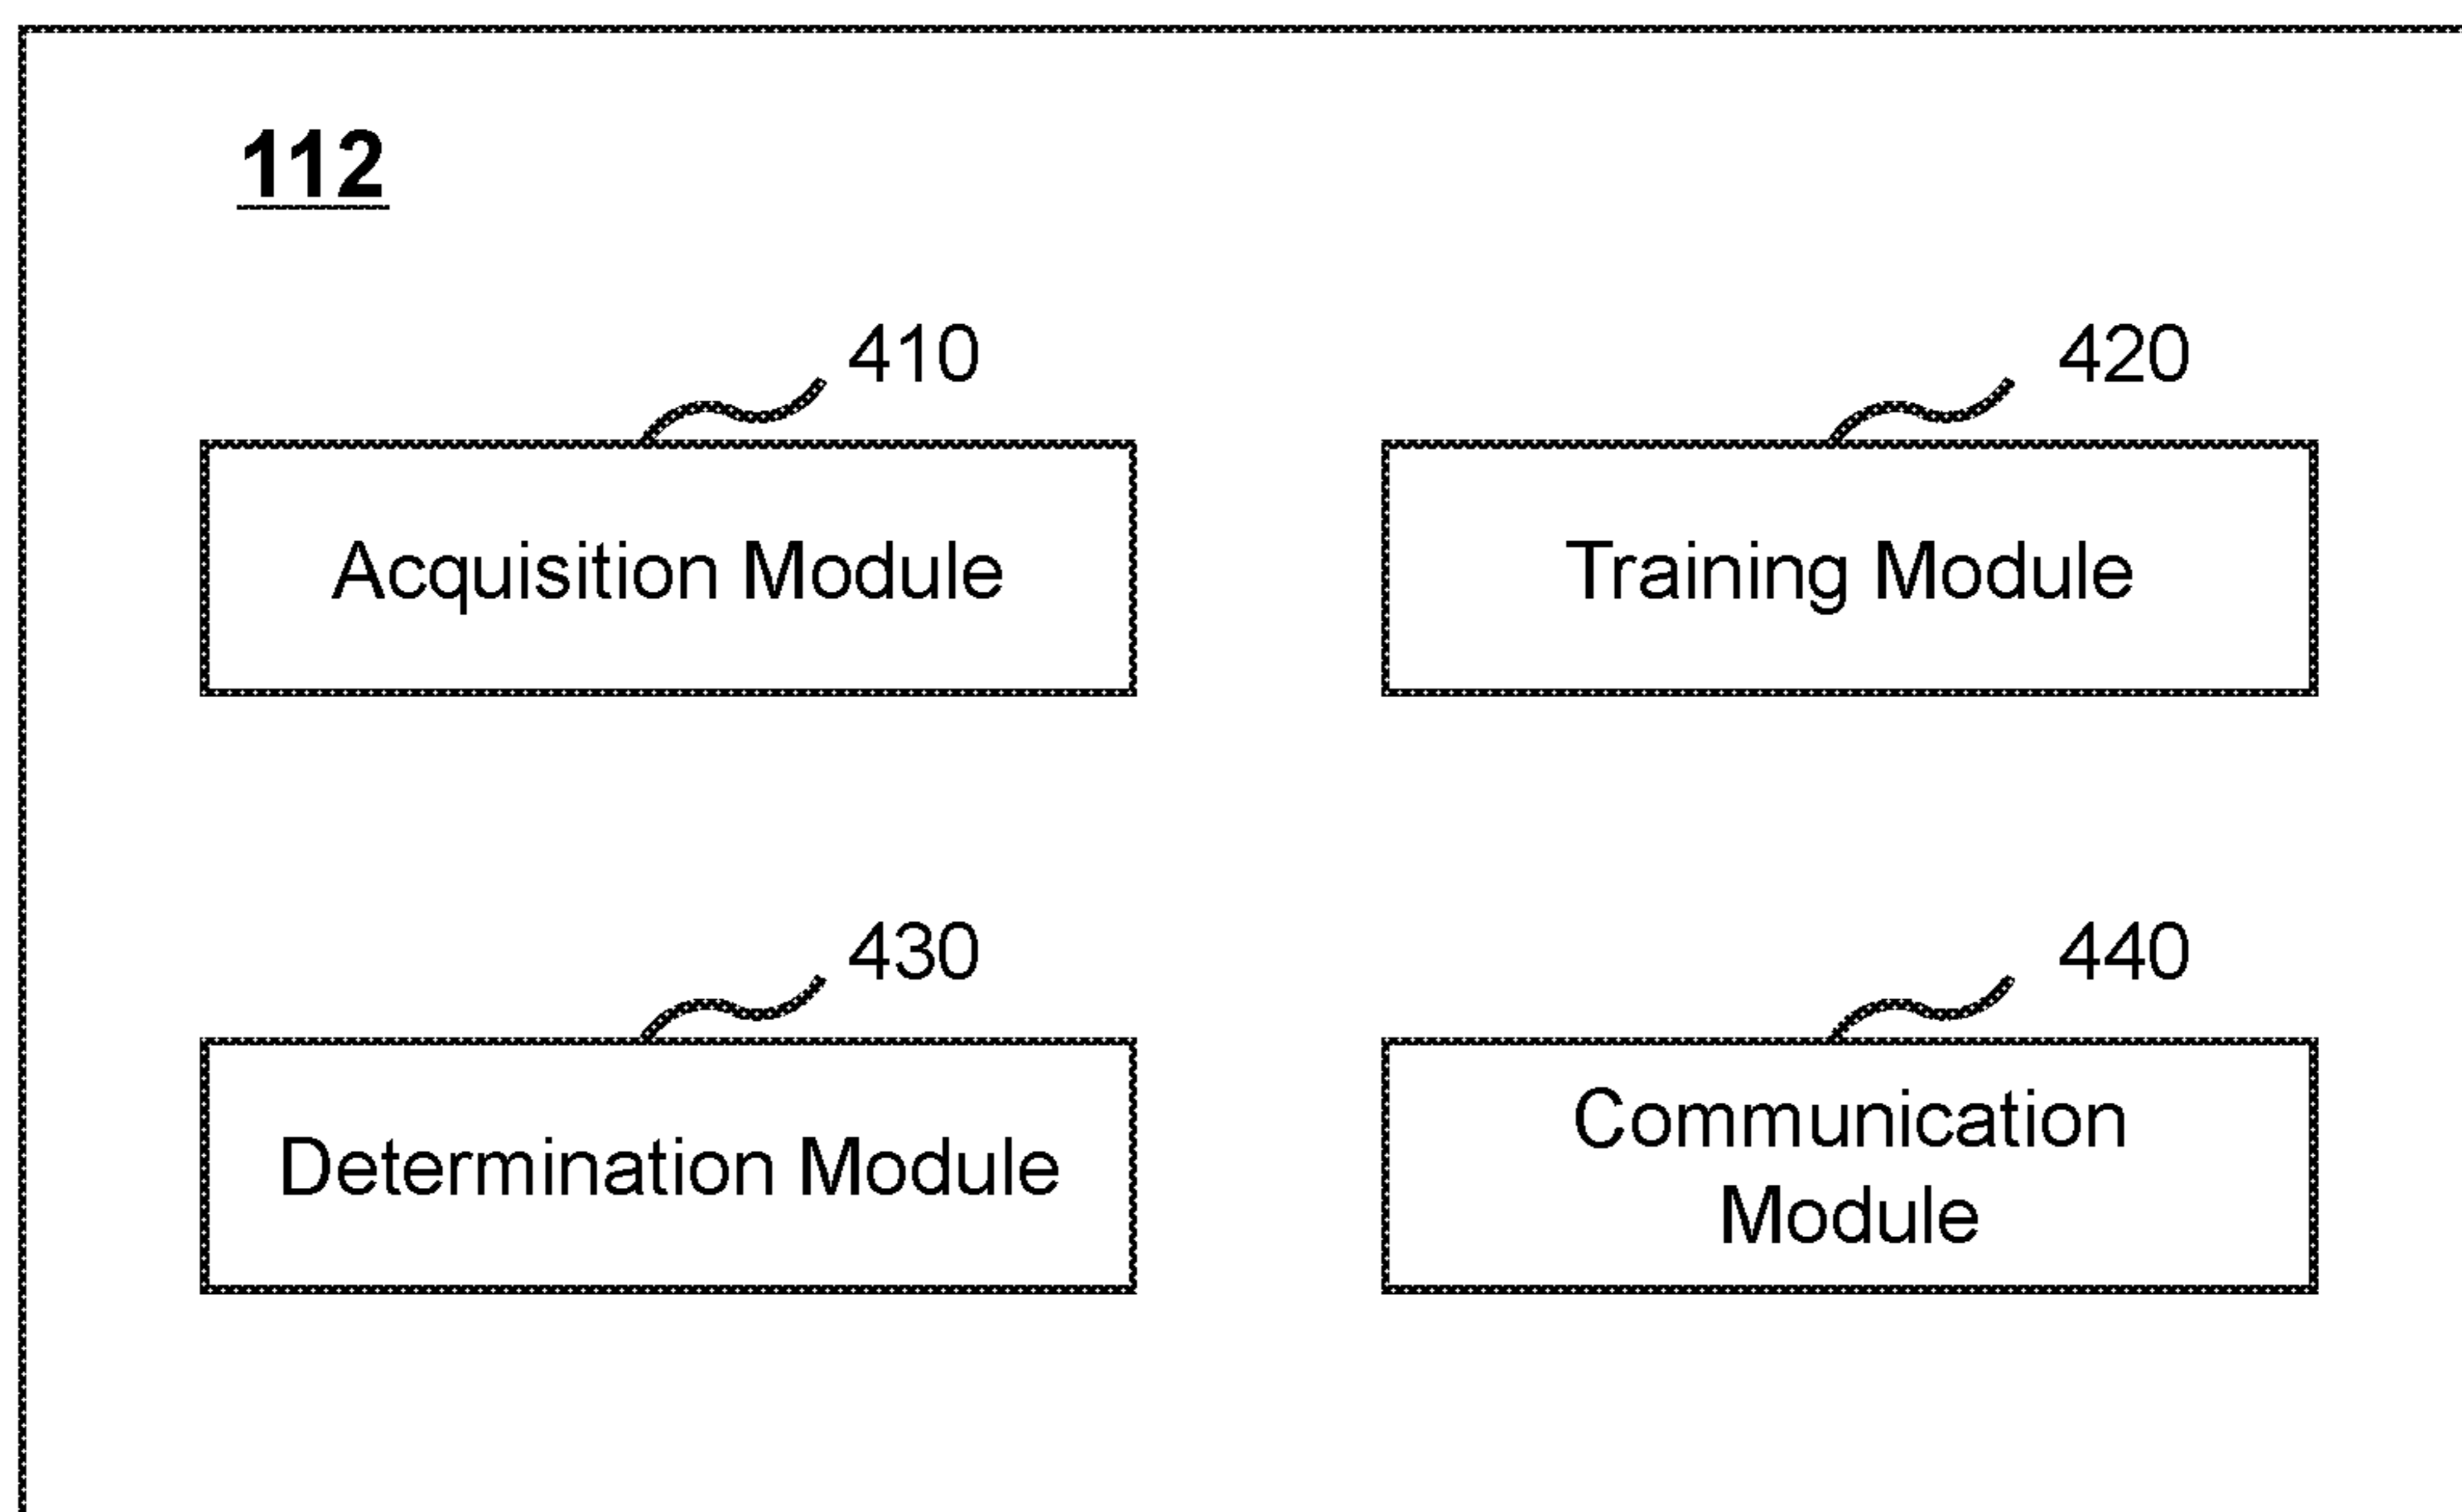 112
410
420
Acquisition Module
Training Module
430
440
Determination Module
Communication
Module